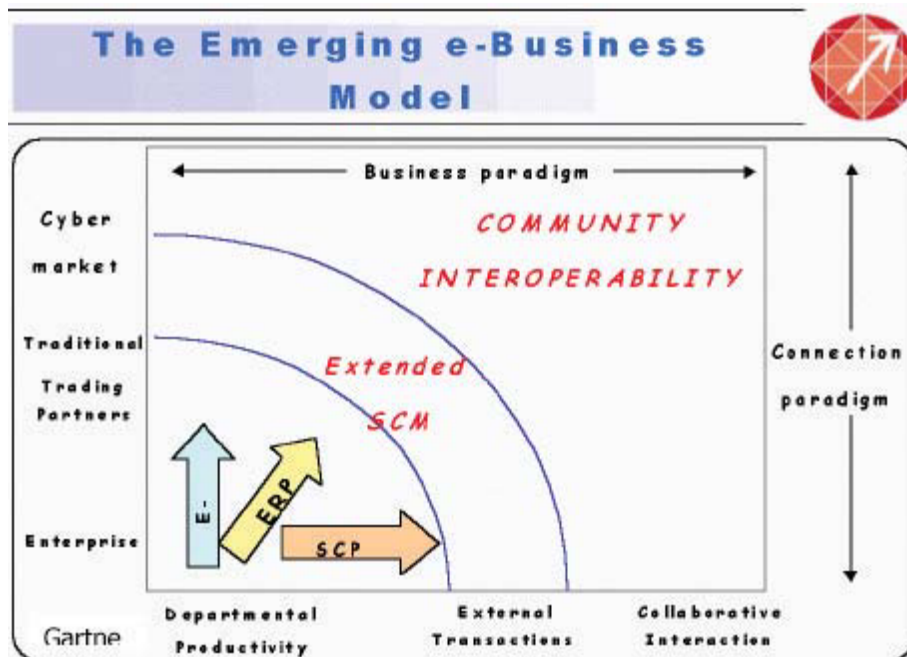 The Emerging e-Business
Model
Business paradigm
Cyber
market
COMMUNITY
INTEROPERABILITY
Traditional
Trading
Partners
Extended
SCM
Connection
paradigm
E-
ERP
SCP
Enterprise
Departmental
Productivity
External
Transactions
Collaborative
Interaction
Gartne